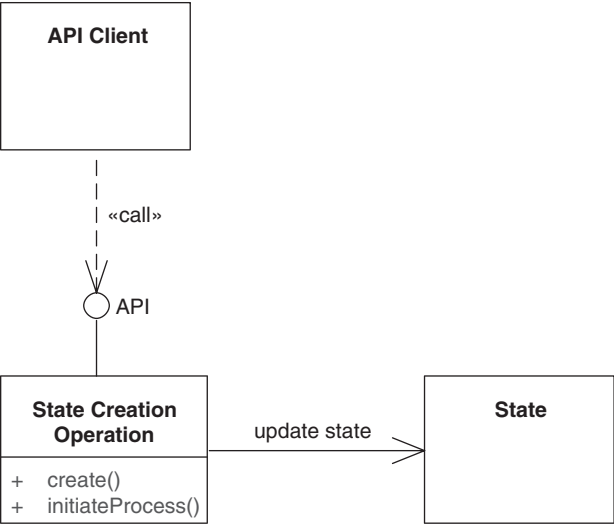 API Client
«call»
API
State Creation
Operation
+ create()
+ initiateProcess()
update state
State